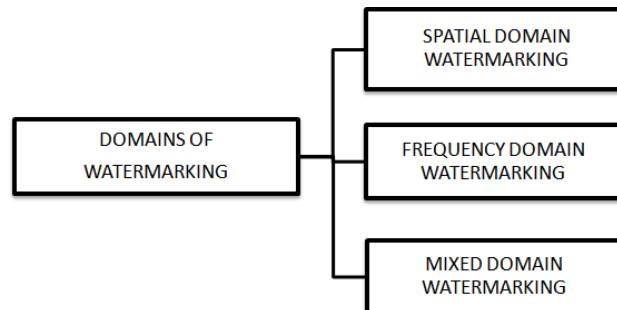 SPATIAL DOMAIN
WATERMARKING
DOMAINS OF
WATERMARKING
FREQUENCY DOMAIN
WATERMARKING
MIXED DOMAIN
WATERMARKING